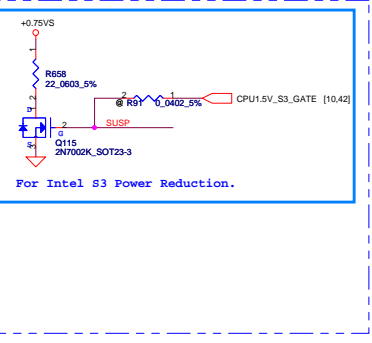 +0.75VS
1
R658
22_0603_5%
2
2
1
@ R91
0_0402_5%
CPU1.5V_S3_GATE [10,42]
D
2
SUSP
G
S
3
Q115
2N7002K_SOT23-3
For Intel S3 Power Reduction.